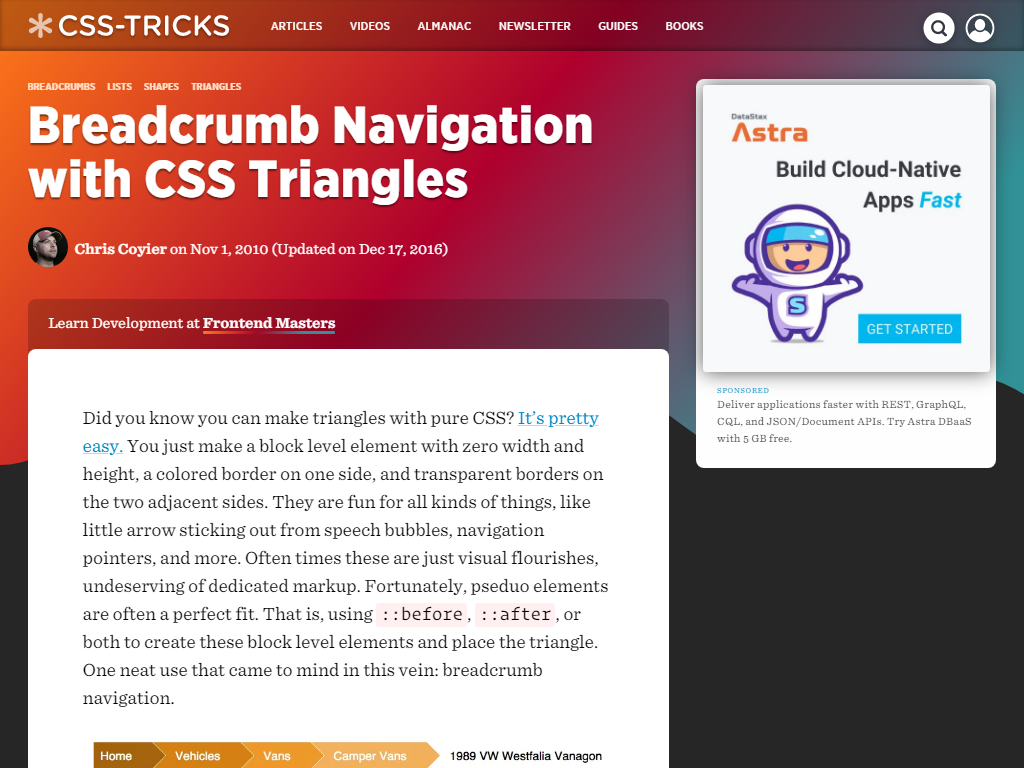 CSS-TRICKS
ARTICLES VIDEOS ALMANAC NEWSLETTER GUIDES BOOKS
BREADCRUMBS LISTS SHAPES TRIANGLES
Breadcrumb Navigation
with CSS Triangles
Chris Coyier on Nov 1, 2010 (Updated on Dec 17, 2016)
Learn Development at Frontend Masters
Did you know you can make triangles with pure CSS? It's pretty
easy. You just make a block level element with zero width and
height, a colored border on one side, and transparent borders on
the two adjacent sides. They are fun for all kinds of things, like
little arrow sticking out from speech bubbles, navigation
pointers, and more. Often times these are just visual flourishes,
undeserving of dedicated markup. Fortunately, pseduo elements
are often a perfect fit. That is, using ::before, ::after, or
both to create these block level elements and place the triangle.
One neat use that came to mind in this vein: breadcrumb
navigation.
Home Vehicles Vans Camper Vans 1989 VW Westfalia Vanagon
DataStax
Astra
Build Cloud-Native
Apps Fast
S
GET STARTED
SPONSORED
Deliver applications faster with REST, GraphQL,
CQL, and JSON/Document APIs. Try Astra DBaaS
with 5 GB free.